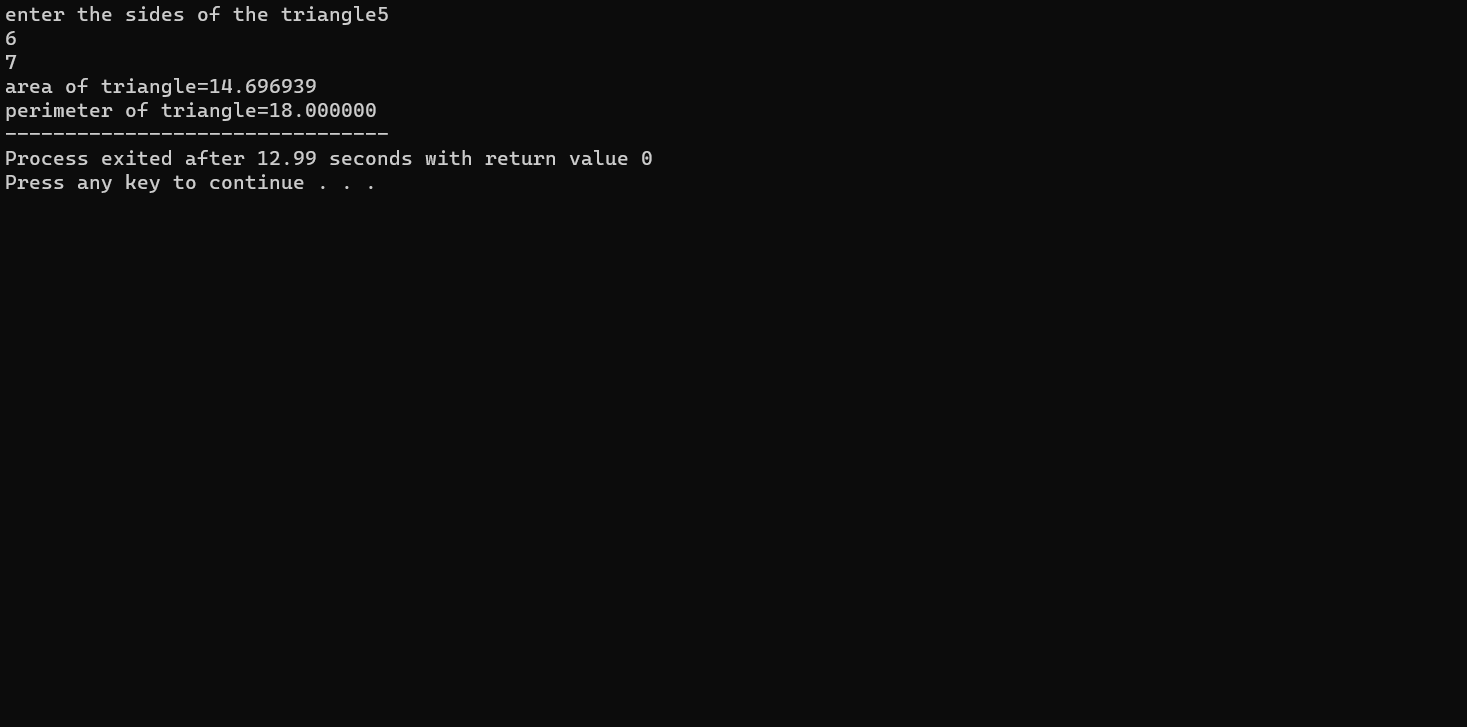 enter the sides of the triangle5
6
7
area of triangle=14.696939
perimeter of triangle=18.000000
--------------------------------
Process exited after 12.99 seconds with return value 0
Press any key to continue . . .